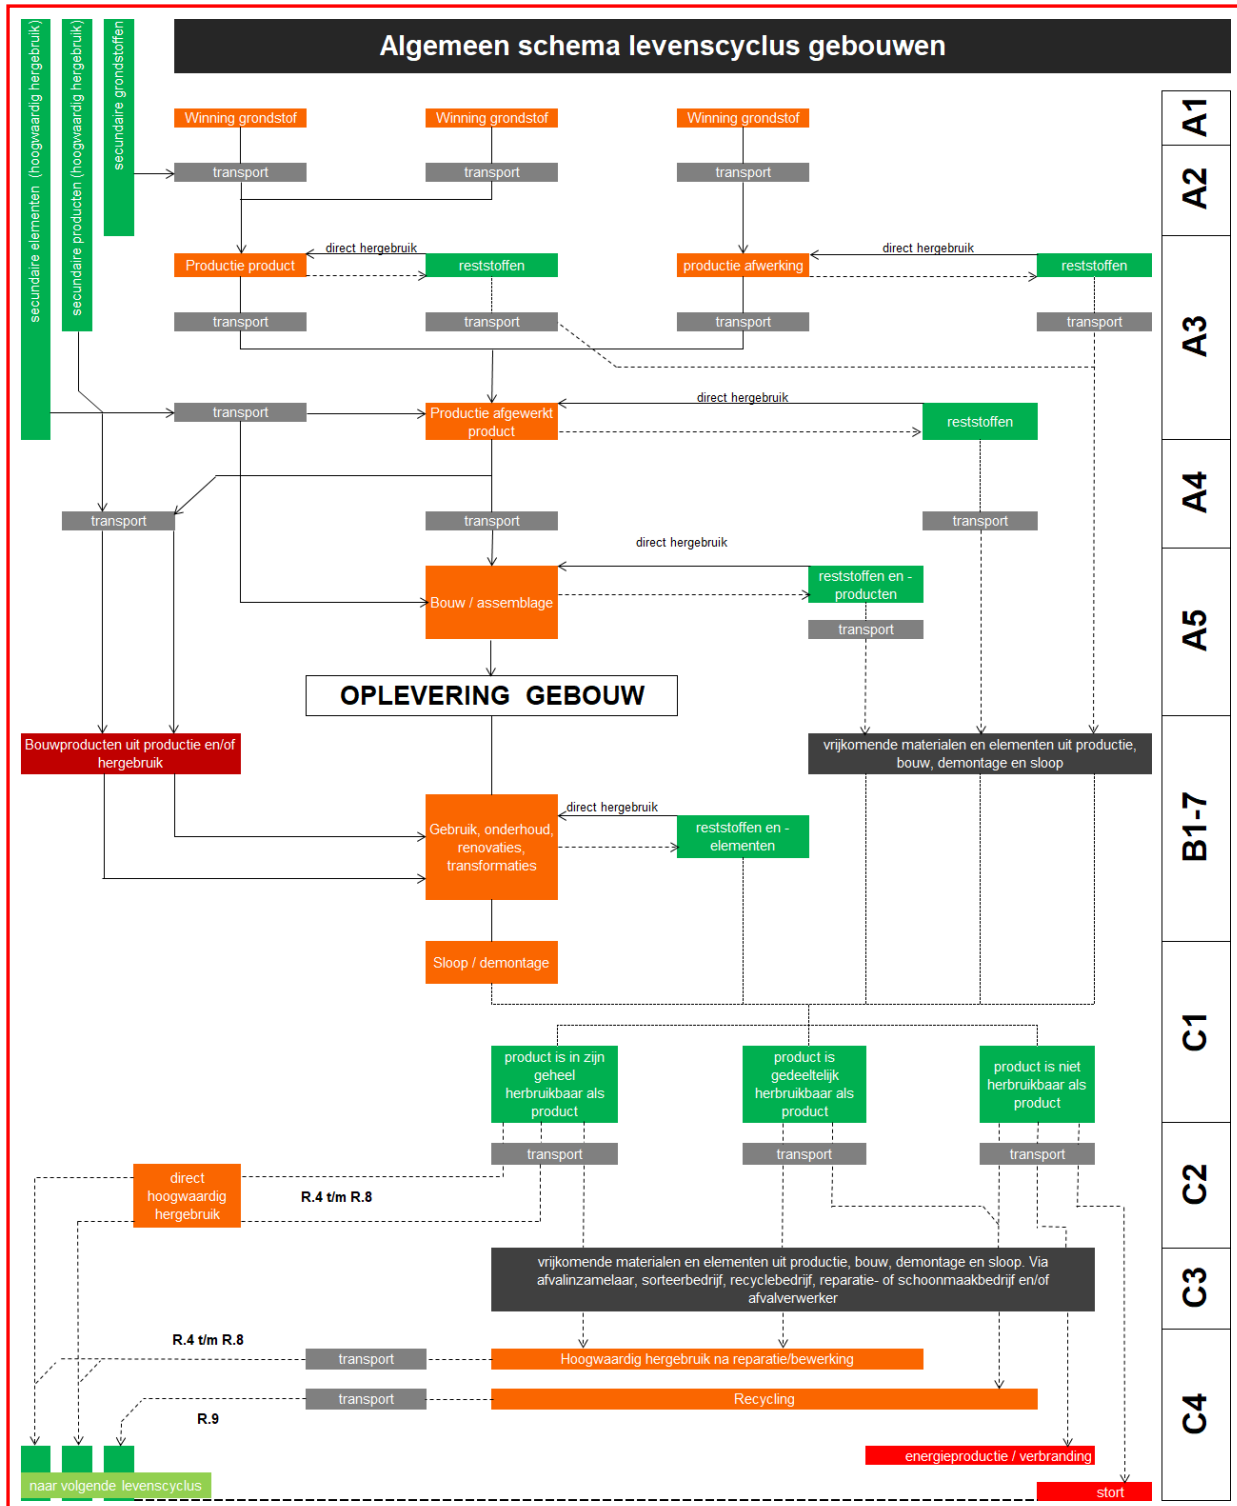 Algemeen schema levenscyclus gebouwen
secundaire elementen (hoogwaardig hergebruik)
secundaire producten (hoogwaardig hergebruik)
secundaire grondstoffen
A1
Winning grondstof
Winning grondstof
Winning grondstof
A2
transport
transport
transport
A3
direct hergebruik
direct hergebruik
Productie product
reststoffen
productie afwerking
reststoffen
transport
transport
transport
transport
direct hergebruik
transport
Productie afgewerkt
product
reststoffen
A4
transport
transport
transport
A5
direct hergebruik
Bouw / assemblage
reststoffen en -
producten
transport
OPLEVERING GEBOUW
B1-7
Bouwproducten uit productie en/of
hergebruik
vrijkomende materialen en elementen uit productie,
bouw, demontage en sloop
direct hergebruik
Gebruik, onderhoud,
renovaties,
transformaties
reststoffen en -
elementen
Sloop / demontage
C1
product is in zijn
geheel
herbruikbaar als
product
product is
gedeeltelijk
herbruikbaar als
product
product is niet
herbruikbaar als
product
C2
transport
transport
transport
direct
hoogwaardig
hergebruik
R.4 t/m R.8
C3
vrijkomende materialen en elementen uit productie, bouw, demontage en sloop. Via
afvalinzamelaar, sorteerbedrijf, recyclebedrijf, reparatie- of schoonmaakbedrijf en/of
afvalverwerker
C4
R.4 t/m R.8
transport
Hoogwaardig hergebruik na reparatie/bewerking
transport
Recycling
R.9
energieproductie / verbranding
naar volgende levenscyclus
stort